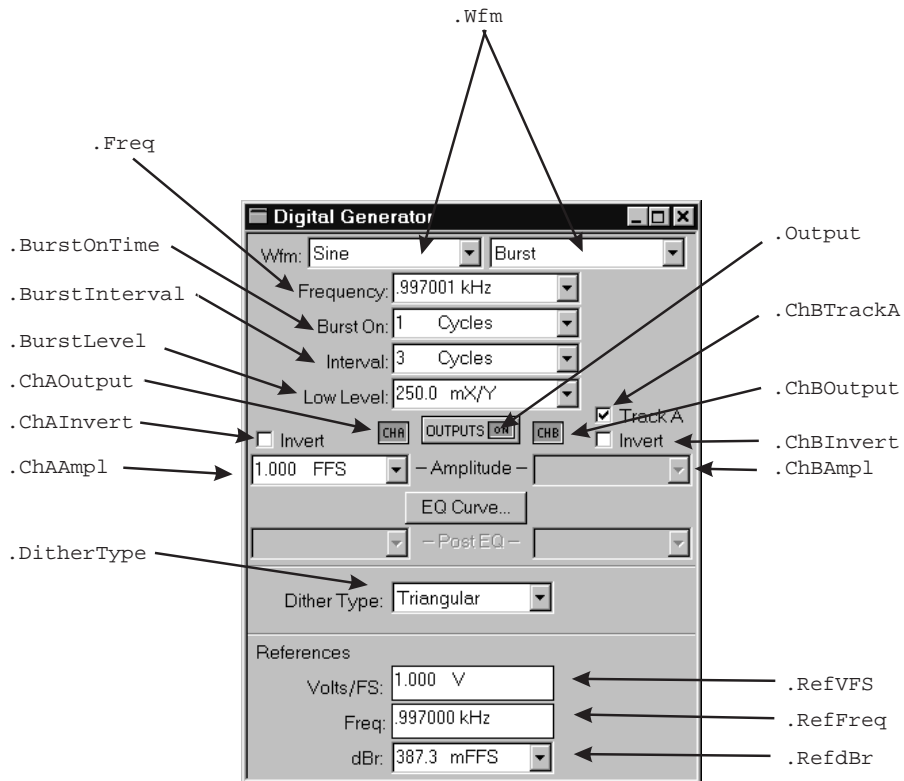 .Wfm
.Freq
Digital Generator
.BurstOnTime
Wfm: Sine Burst
.Output
.BurstInterval
Frequency: .997001 kHz
Burst On: 1 Cycles
.ChBTrackA
.BurstLevel
Interval: 3 Cycles
.ChAOutput
Low Level: 250.0 mX/Y
.ChBOutput
Track A
.ChAInvert
Invert CHA OUTPUTS ON CHB Invert
.ChBInvert
.ChAAmpl
1.000 FFS – Amplitude –
.ChBAmpl
EQ Curve...
– Post EQ –
.DitherType
Dither Type: Triangular
References
Volts/FS: 1.000 V
.RefVFS
Freq: .997000 kHz
.RefFreq
dBr: 387.3 mFFS
.RefdBr